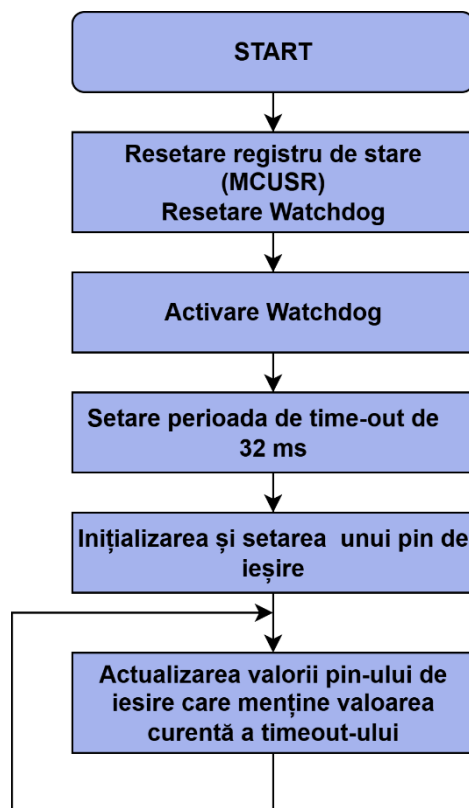 START
Resetare registru de stare
(MCUSR)
Resetare Watchdog
Activare Watchdog
Setare perioada de time-out de
32 ms
Inițializarea și setarea unui pin de
ieșire
Actualizarea valorii pin-ului de
iesire care menține valoarea
curentă a timeout-ului